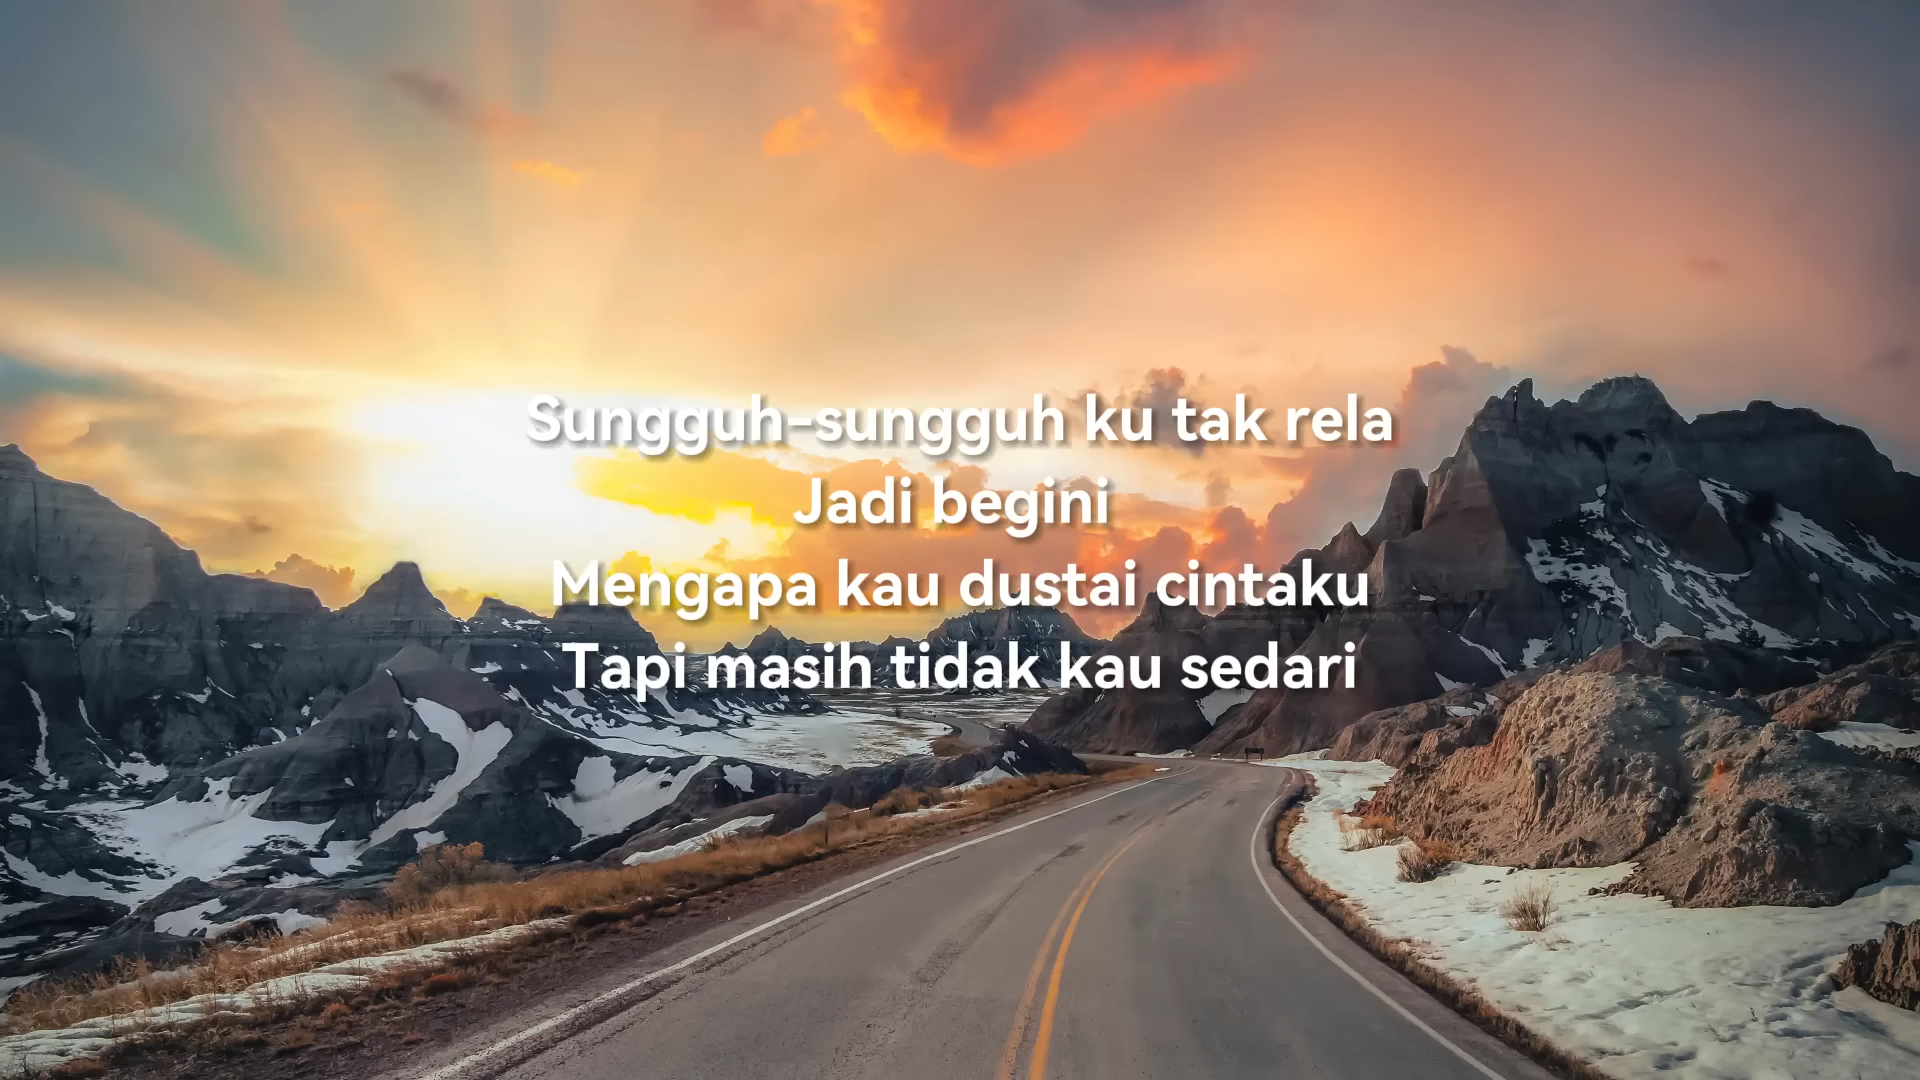 Sungguh-sungguh ku tak rela
Jadi begini
Mengapa kau dustai cintaku
Tapi masih tidak kau sedari